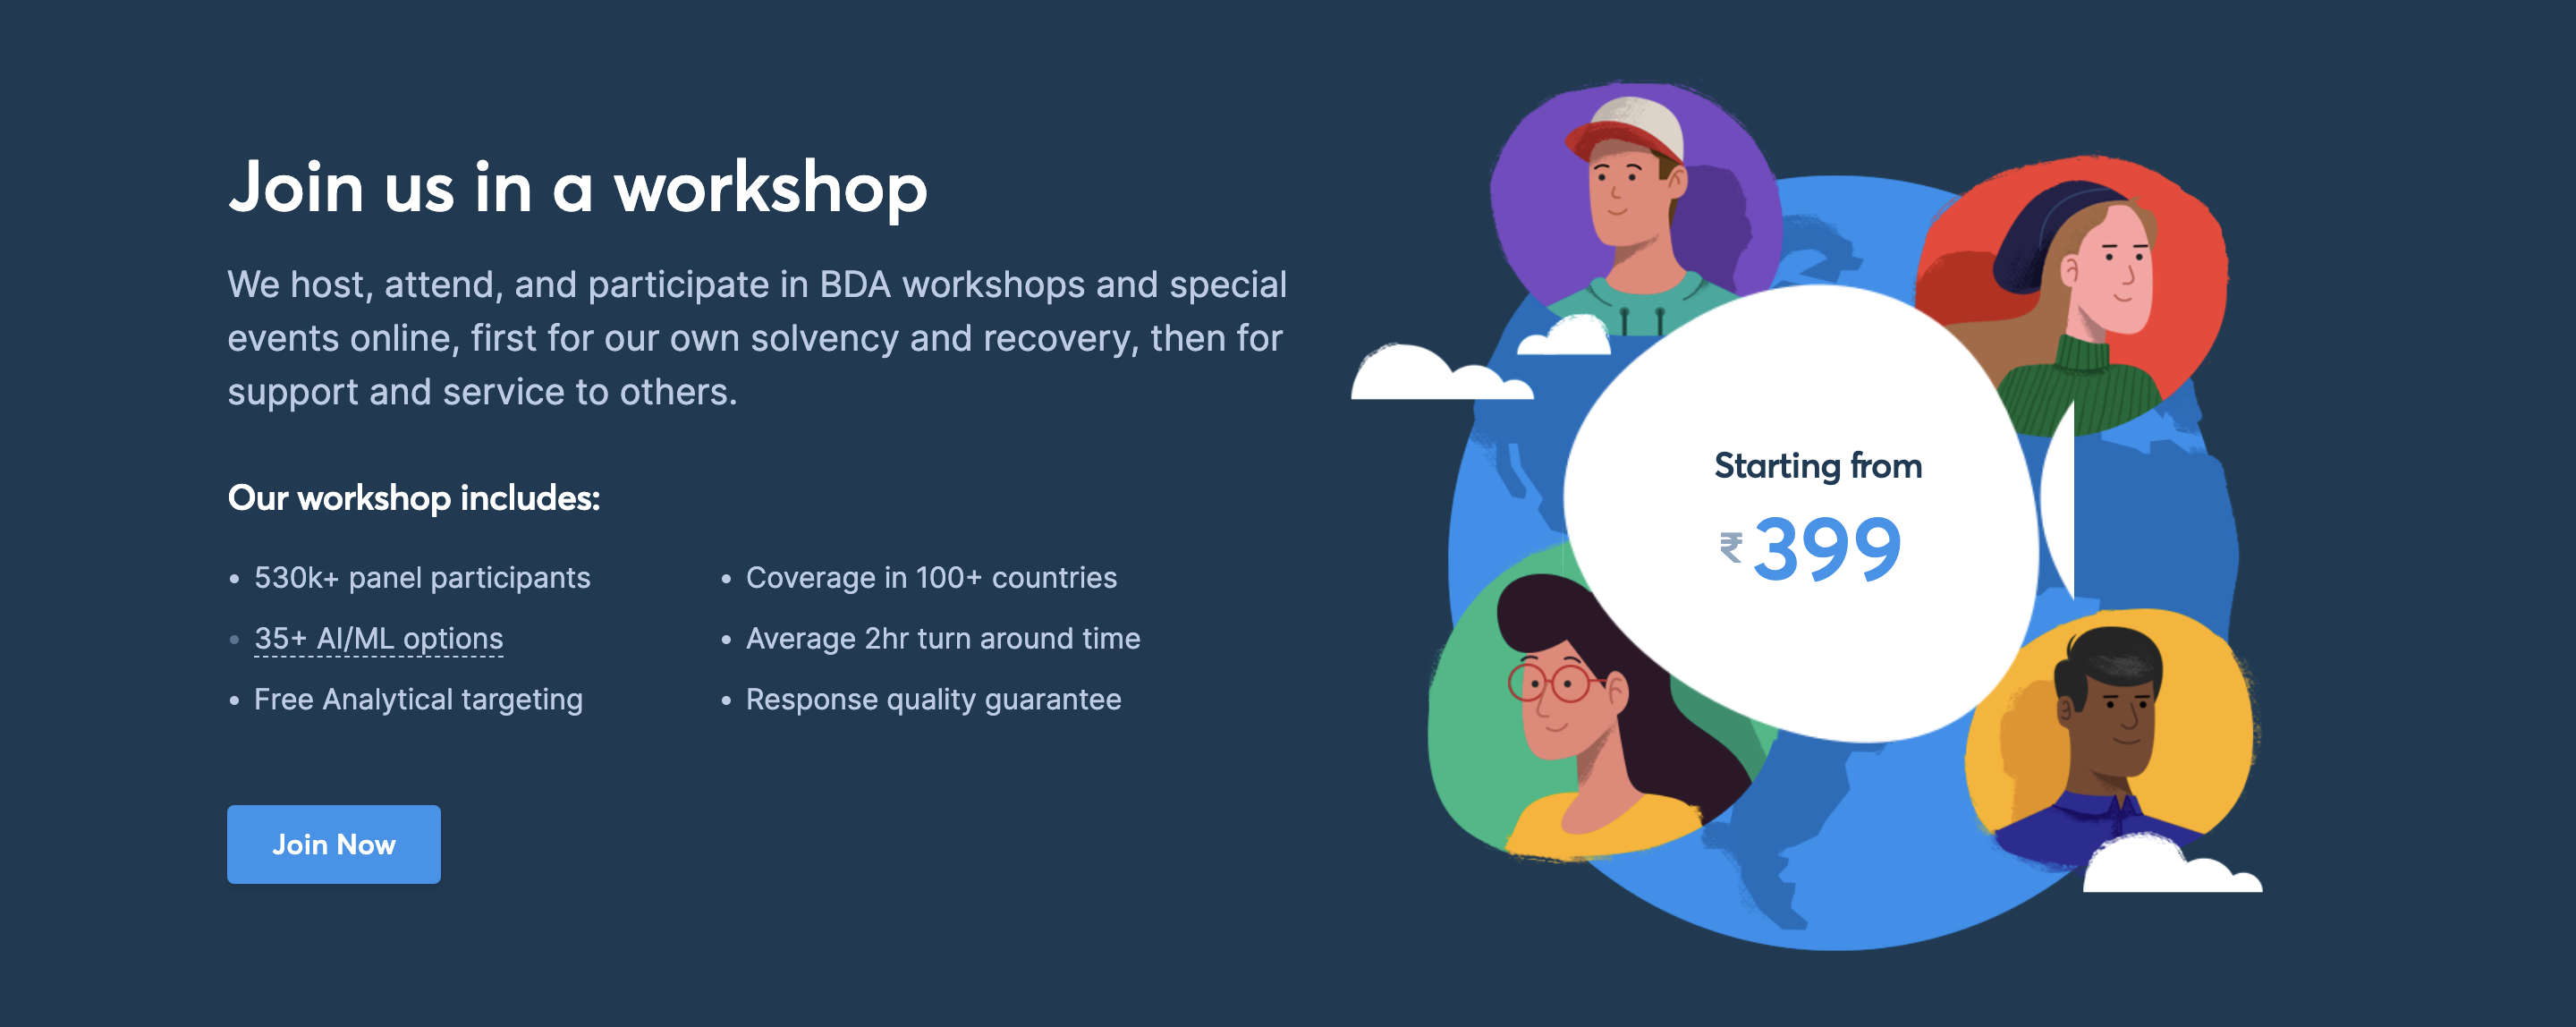 Join us in a workshop
We host, attend, and participate in BDA workshops and special
events online, first for our own solvency and recovery, then for
support and service to others.
Our workshop includes:
• 530k+ panel participants
• 35+ AI/ML options
• Free Analytical targeting
• Coverage in 100+ countries
• Average 2hr turn around time
• Response quality guarantee
Join Now
Starting from
₹399